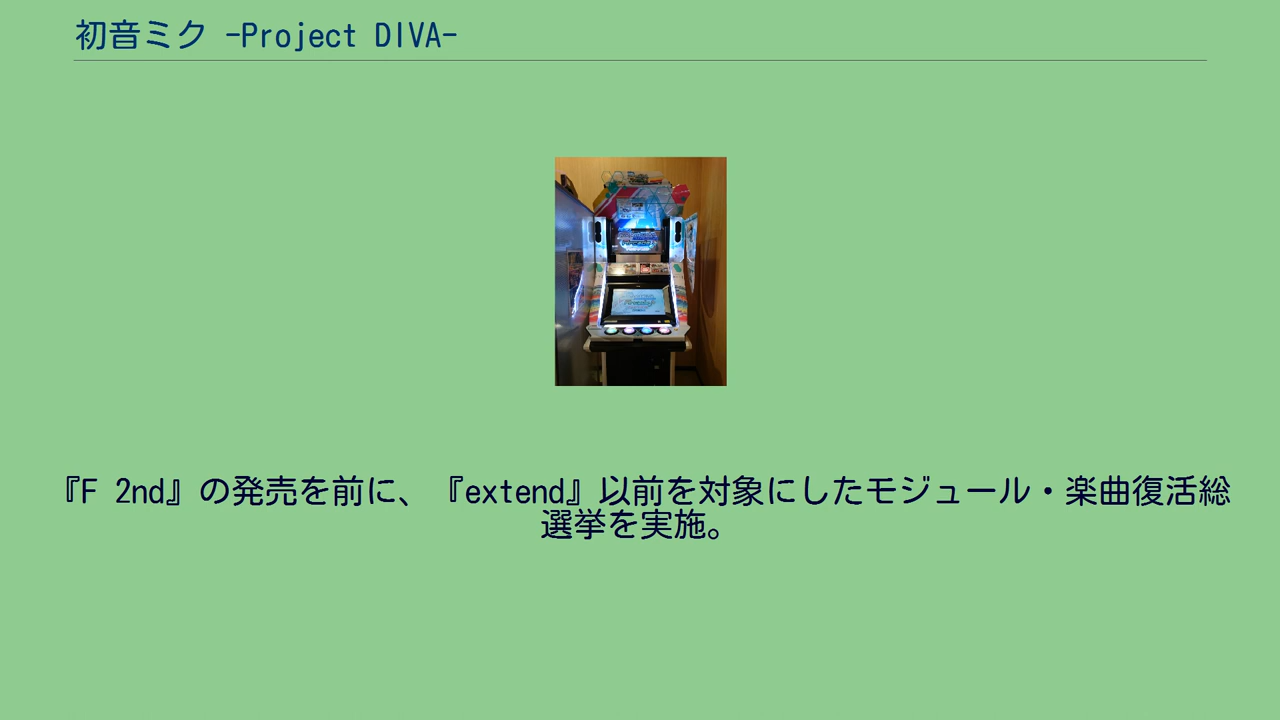 初音ミク -Project DIVA-
『F 2nd』の発売を前に、『extend』以前を対象にしたモジュール・楽曲復活総
選挙を実施。